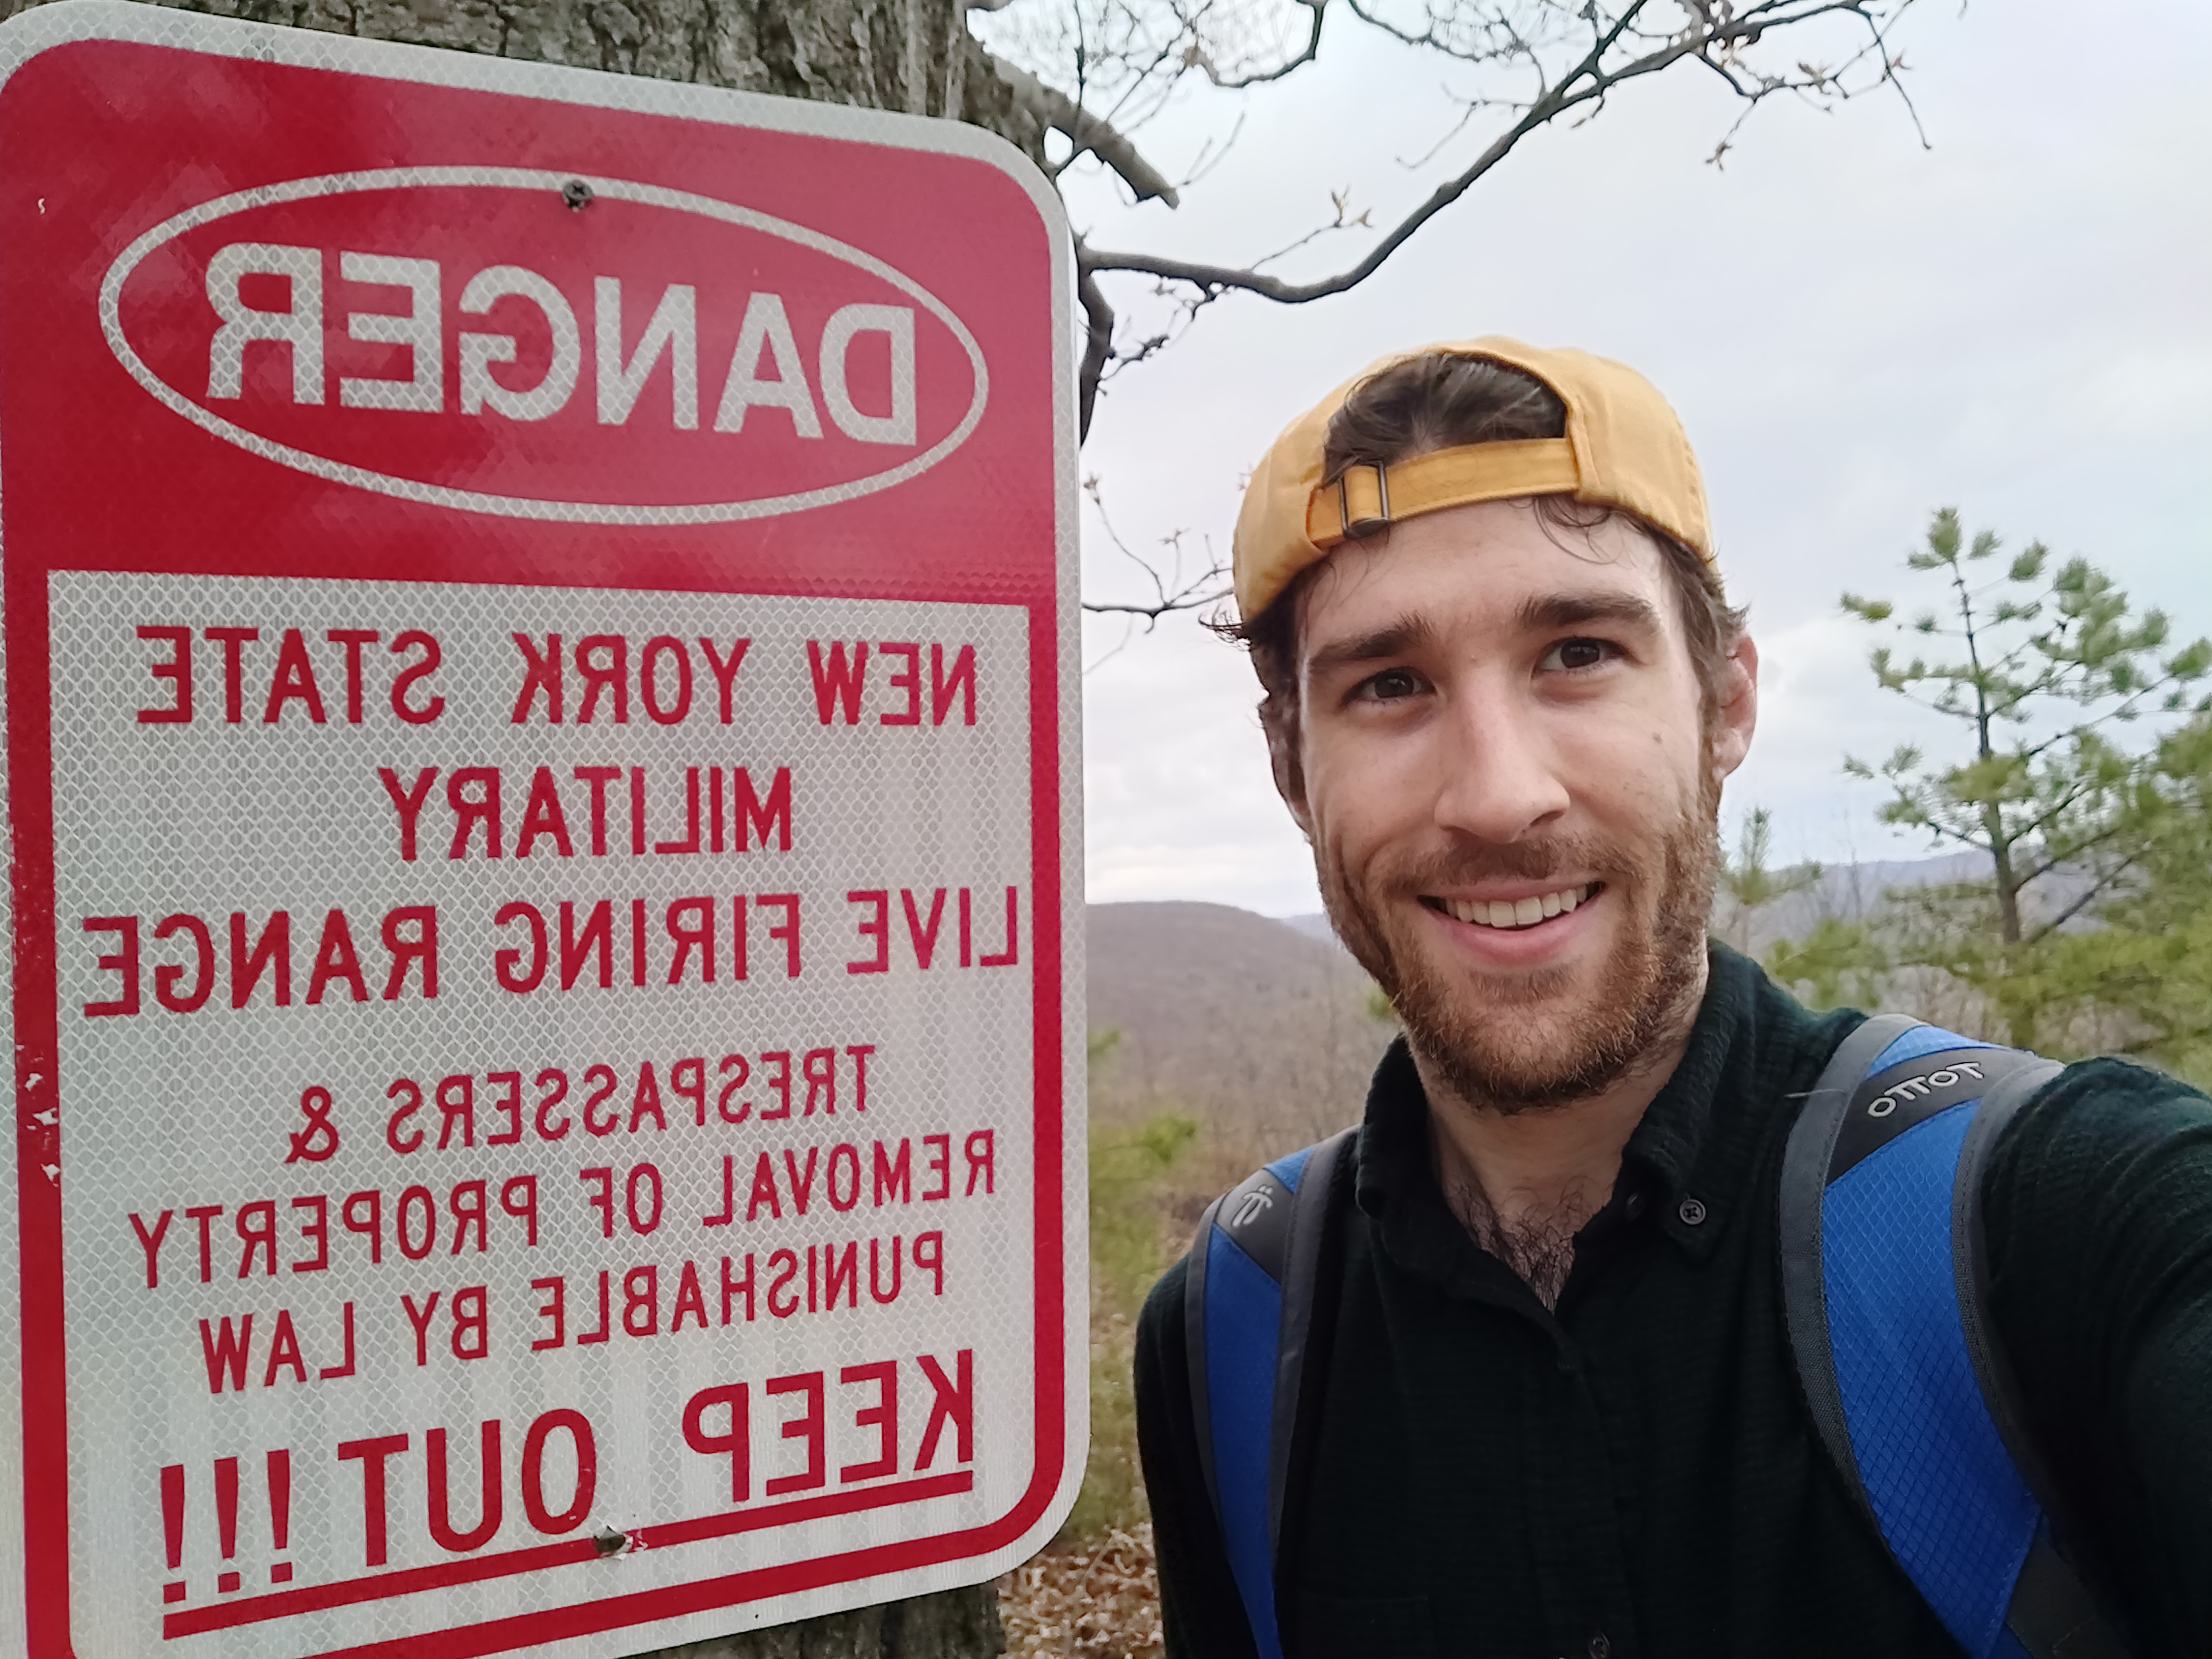 DANGER
NEW YORK STATE
MILITARY
LIVE FIRING RANGE
TRESPASSERS &
REMOVAL OF PROPERTY
PUNISHABLE BY LAW
KEEP OUT!!!
TOTTO